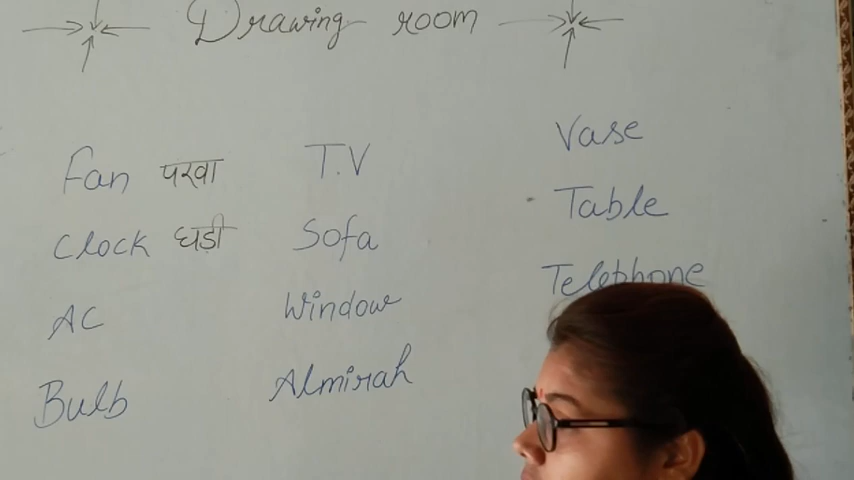 Drawing room
Fan पखा
Clock घड़ी
AC
Bulb
T.V
Sofa
Window
Almirah
Vase
Table
Telephone